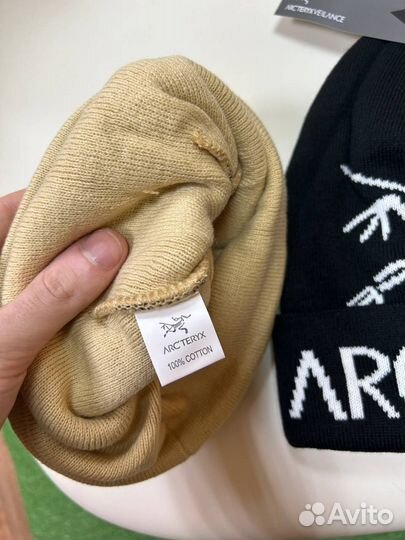 ARC'TERYX VEILANCE
ARC'TERYX
100% COTTON
ARC
Avito